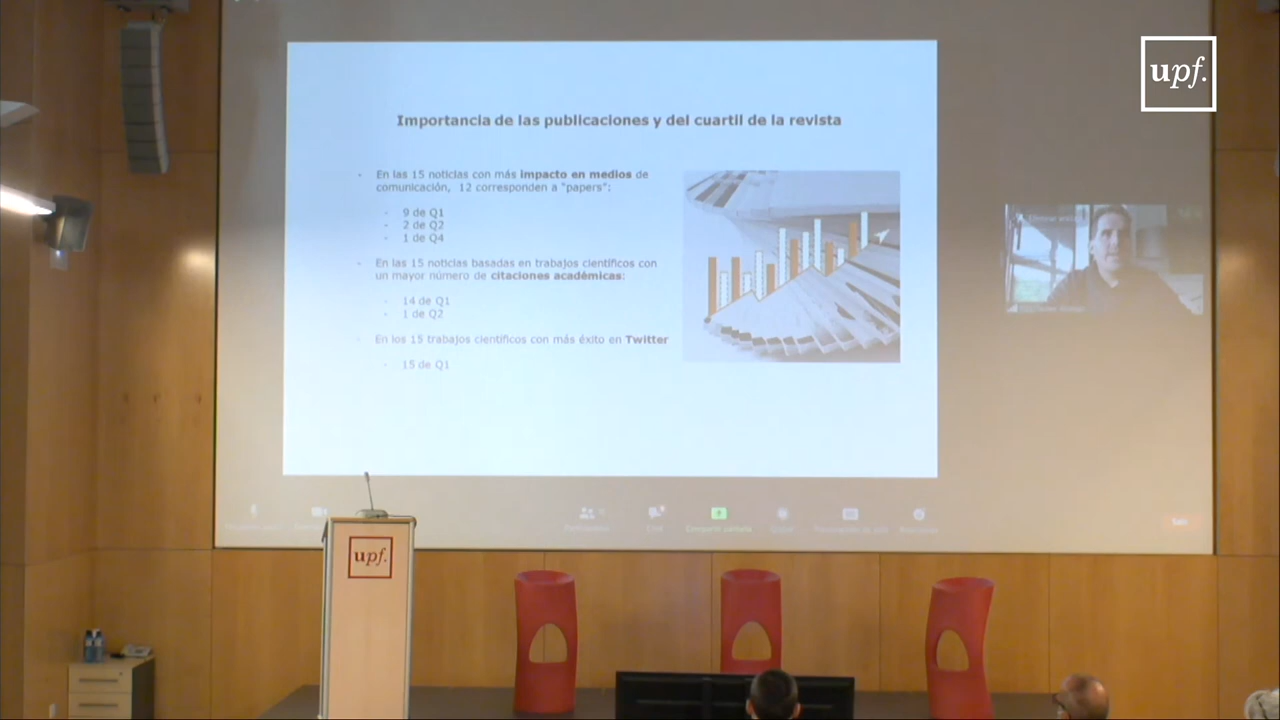 upf.
Importancia de las publicaciones y del cuartil de la revista
- En las 15 noticias con más impacto en medios de
comunicación, 12 corresponden a "papers":
- 9 de Q1
- 2 de Q2
- 1 de Q4
- En las 15 noticias basadas en trabajos científicos con
un mayor número de citaciones académicas:
- 14 de Q1
- 1 de Q2
- En los 15 trabajos científicos con más éxito en Twitter
- 15 de Q1
Compartir pantalla
upf.